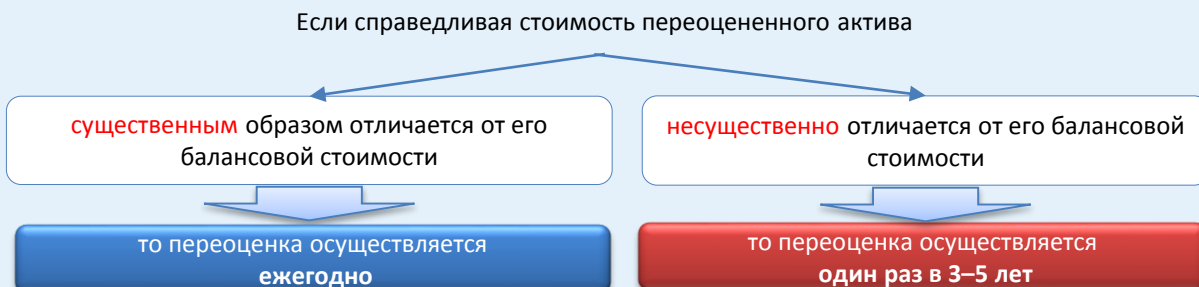 Если справедливая стоимость переоцененного актива
существенным образом отличается от его
балансовой стоимости
несущественно отличается от его балансовой
стоимости
то переоценка осуществляется
ежегодно
то переоценка осуществляется
один раз в 3–5 лет